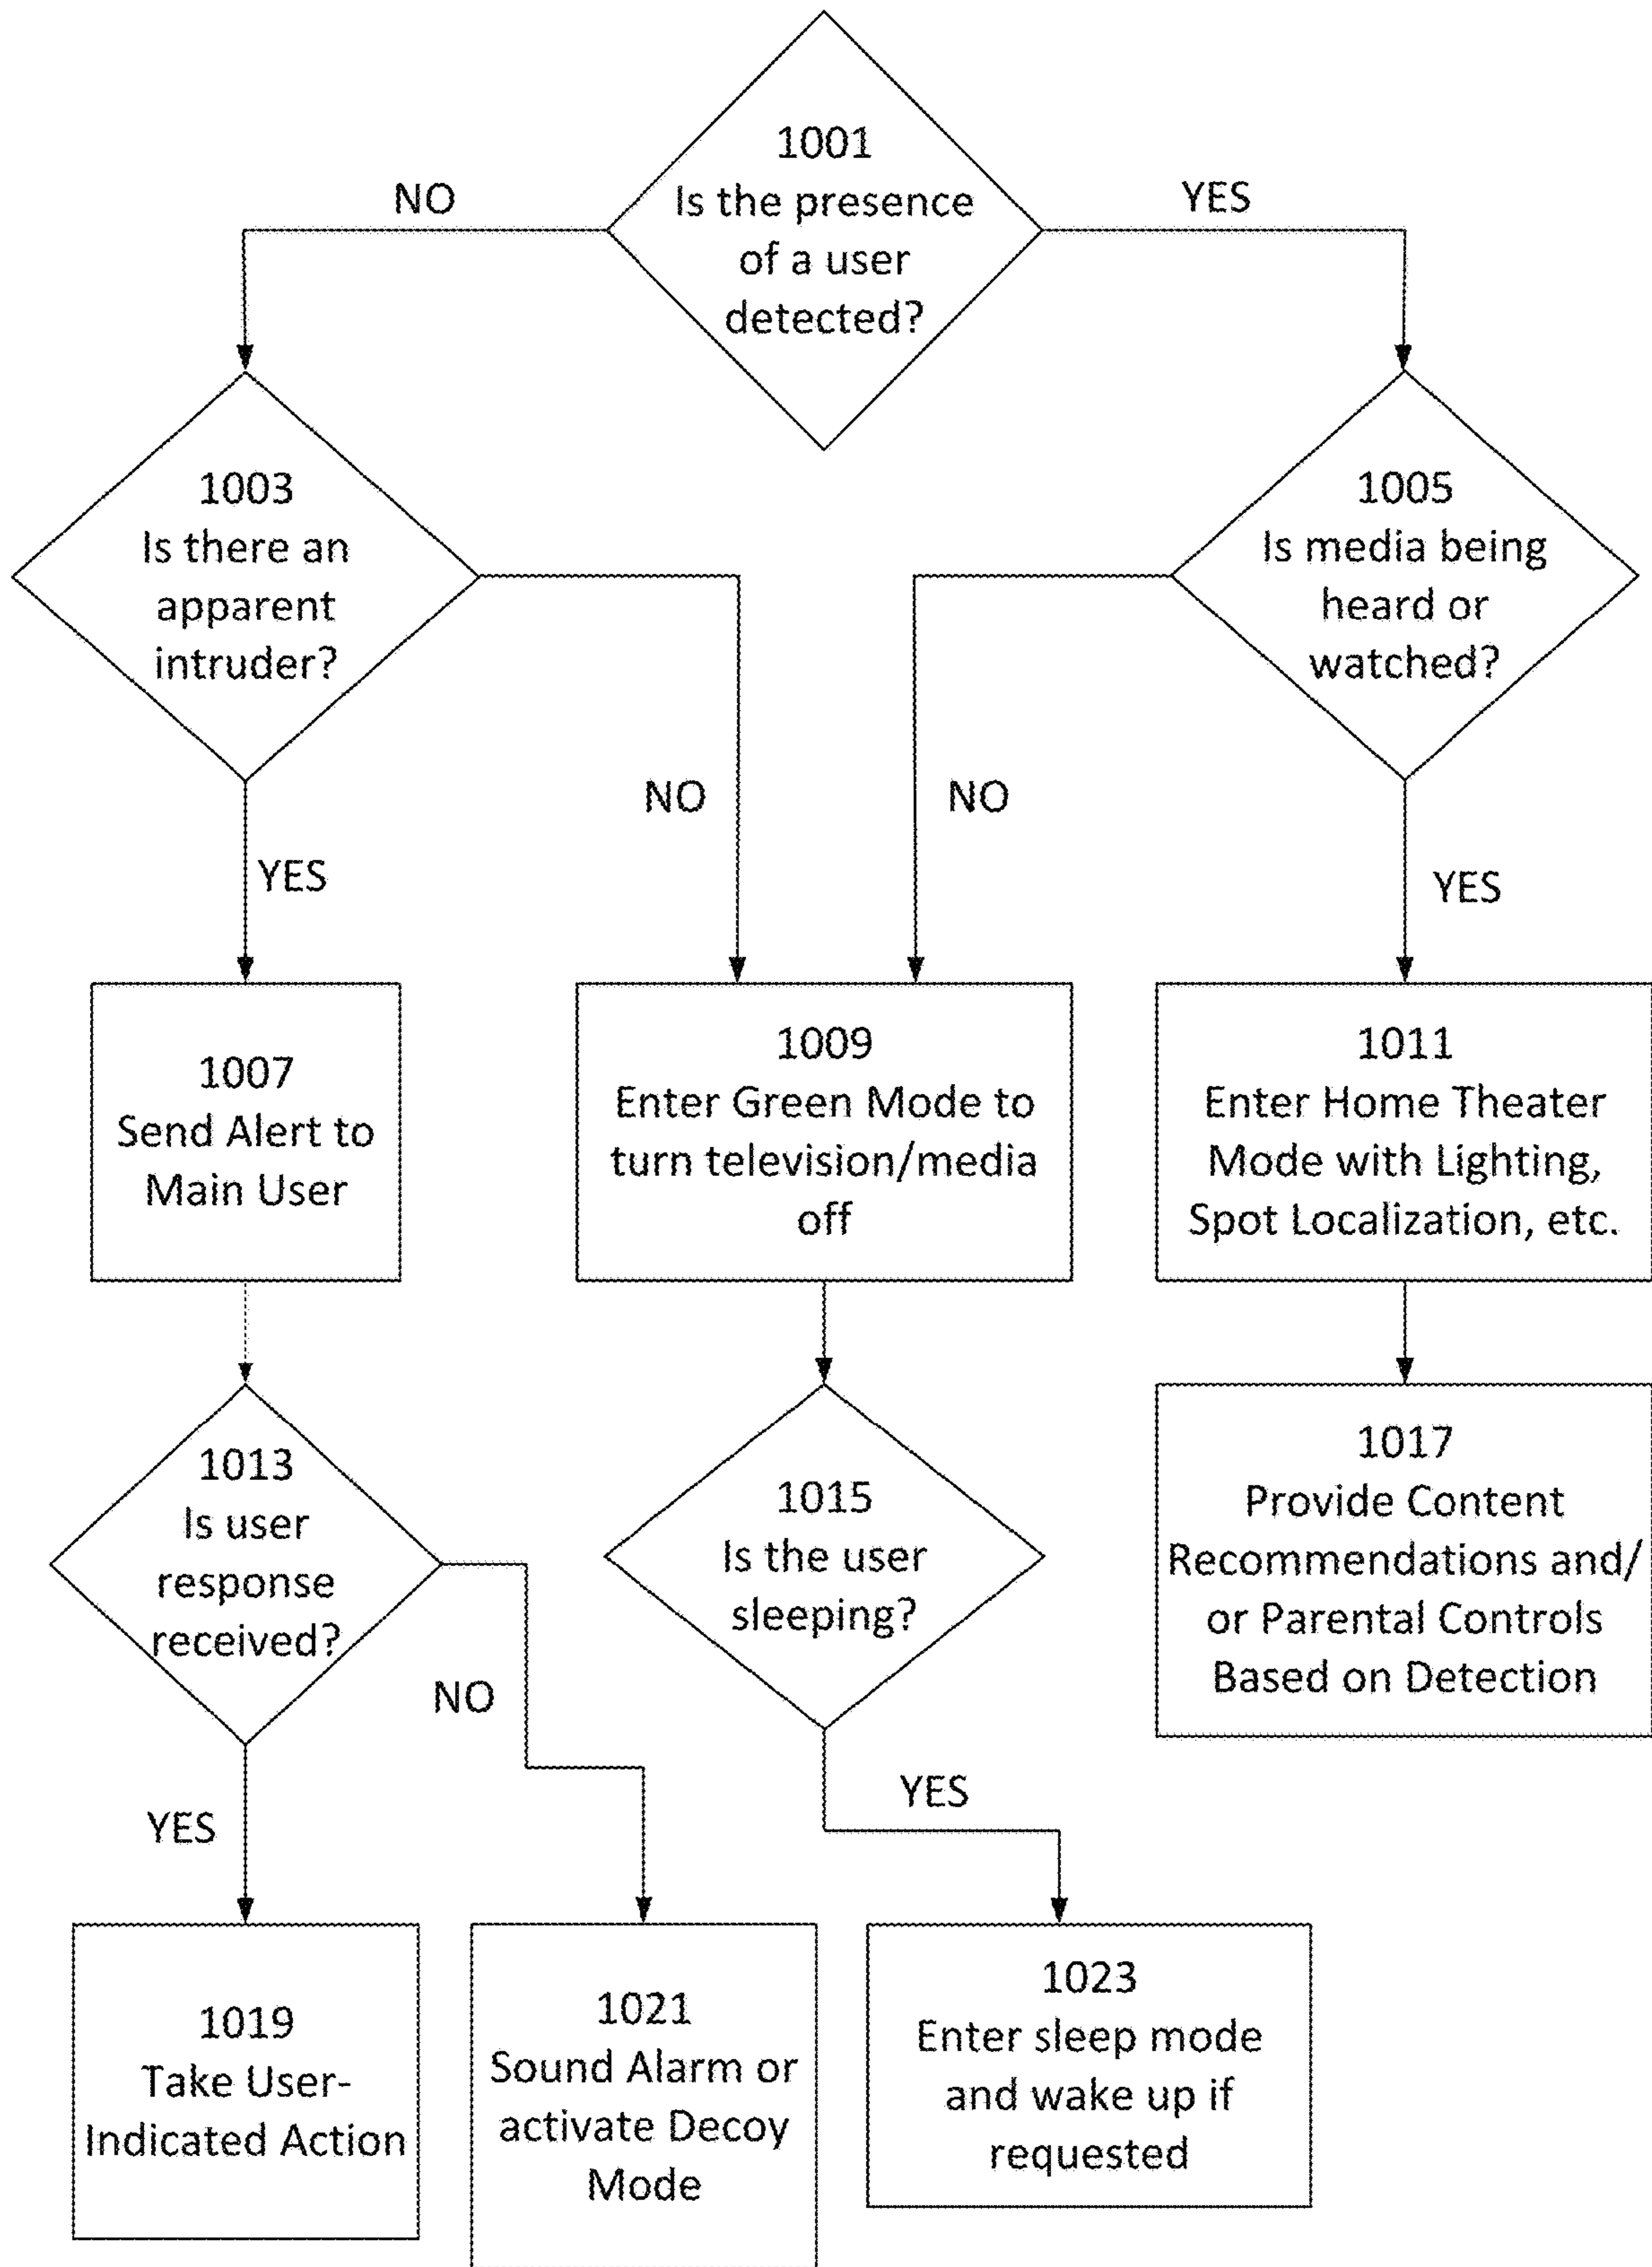 1001
Is the presence
of a user
detected?
NO
YES
1003
Is there an
apparent
intruder?
1005
Is media being
heard or
watched?
NO
NO
YES
YES
1007
Send Alert to
Main User
1009
Enter Green Mode to
turn television/media
off
1011
Enter Home Theater
Mode with Lighting,
Spot Localization, etc.
1013
Is user
response
received?
1015
Is the user
sleeping?
1017
Provide Content
Recommendations and/
or Parental Controls
Based on Detection
NO
YES
YES
1019
Take User-
Indicated Action
1021
Sound Alarm or
activate Decoy
Mode
1023
Enter sleep mode
and wake up if
requested